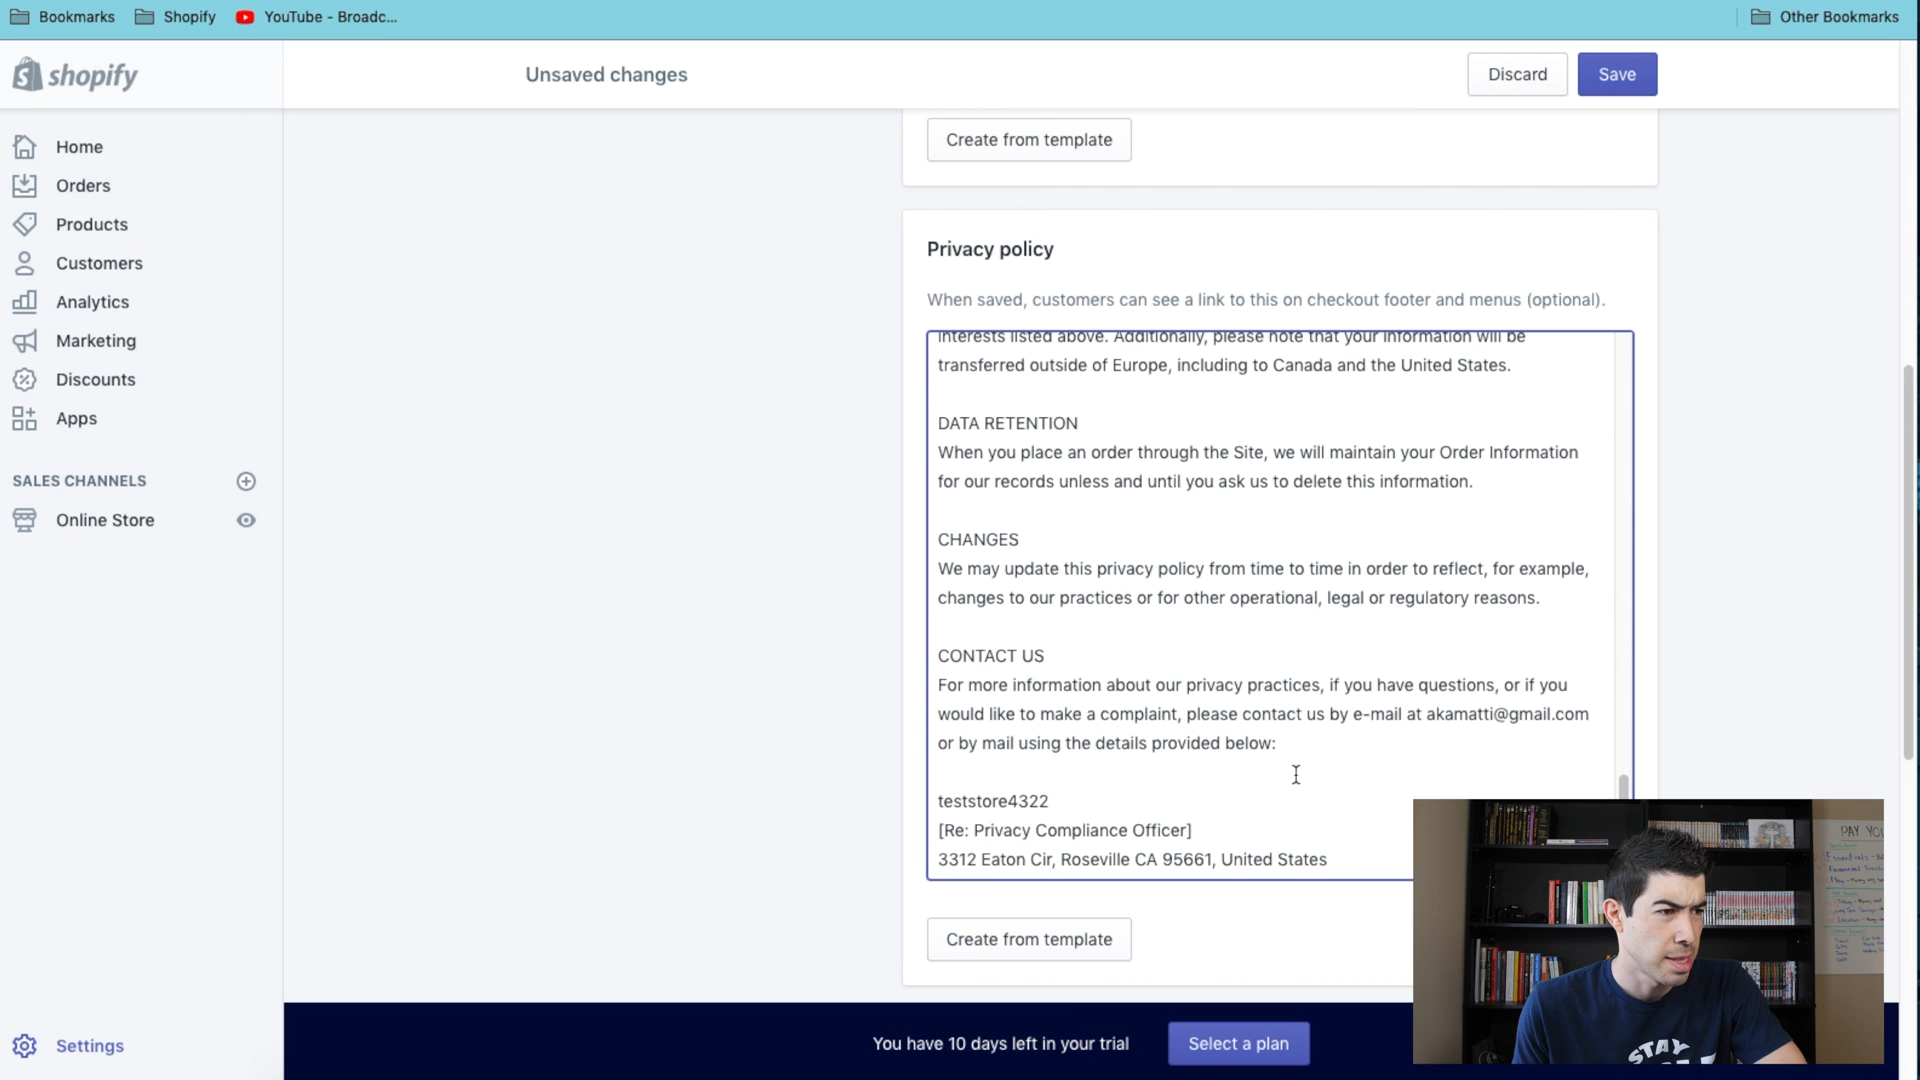 Bookmarks
Shopify
YouTube - Broadc...
Other Bookmarks
shopify
Unsaved changes
Discard
Save
Home
Orders
Products
Customers
Analytics
Marketing
Discounts
Apps
SALES CHANNELS
Online Store
Settings
Create from template
Privacy policy
When saved, customers can see a link to this on checkout footer and menus (optional).
interests listed above. Additionally, please note that your information will be
transferred outside of Europe, including to Canada and the United States.
DATA RETENTION
When you place an order through the Site, we will maintain your Order Information
for our records unless and until you ask us to delete this information.
CHANGES
We may update this privacy policy from time to time in order to reflect, for example,
changes to our practices or for other operational, legal or regulatory reasons.
CONTACT US
For more information about our privacy practices, if you have questions, or if you
would like to make a complaint, please contact us by e-mail at akamatti@gmail.com
or by mail using the details provided below:
teststore4322
[Re: Privacy Compliance Officer]
3312 Eaton Cir, Roseville CA 95661, United States
Create from template
You have 10 days left in your trial
Select a plan
PAY YO
STAY